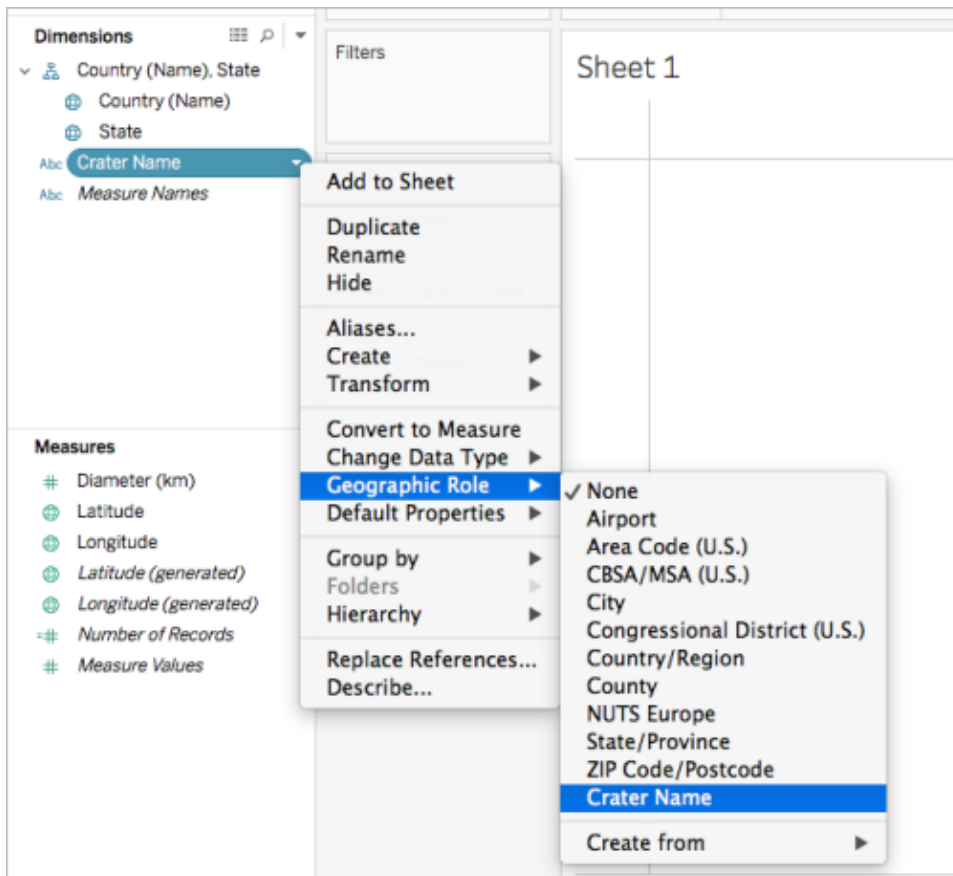 Dimensions
Country (Name), State
Country (Name)
State
Abc Crater Name
Abc Measure Names
Measures
Diameter (km)
Latitude
Longitude
Latitude (generated)
Longitude (generated)
=# Number of Records
# Measure Values
Filters
Sheet 1
Add to Sheet
Duplicate
Rename
Hide
Aliases...
Create
Transform
Convert to Measure
Change Data Type
Geographic Role
Default Properties
Group by
Folders
Hierarchy
Replace References...
Describe...
✓ None
Airport
Area Code (U.S.)
CBSA/MSA (U.S.)
City
Congressional District (U.S.)
Country/Region
County
NUTS Europe
State/Province
ZIP Code/Postcode
Crater Name
Create from